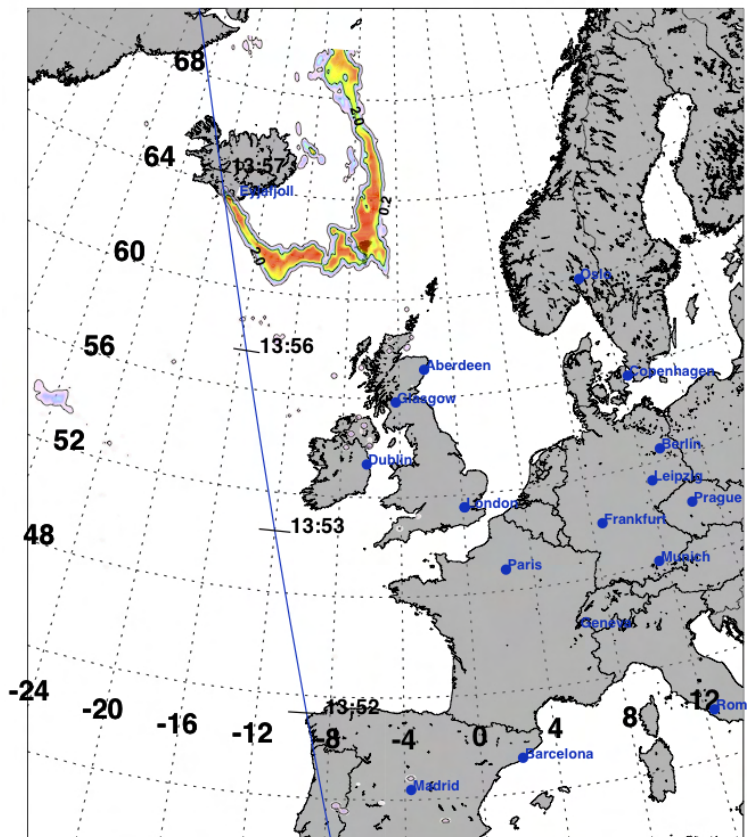 68
2.0
64
13:57
Eyjafjoll
0.2
60
2.0
Oslo
56
13:56
Aberdeen
Copenhagen
Glasgow
52
Berlin
Dublin
Leipzig
London
Prague
48
13:53
Frankfurt
Paris
Munich
Geneva
-24
-20
-16
-12
-8
-4
0
4
8
12
13:52
Rom
Barcelona
Madrid